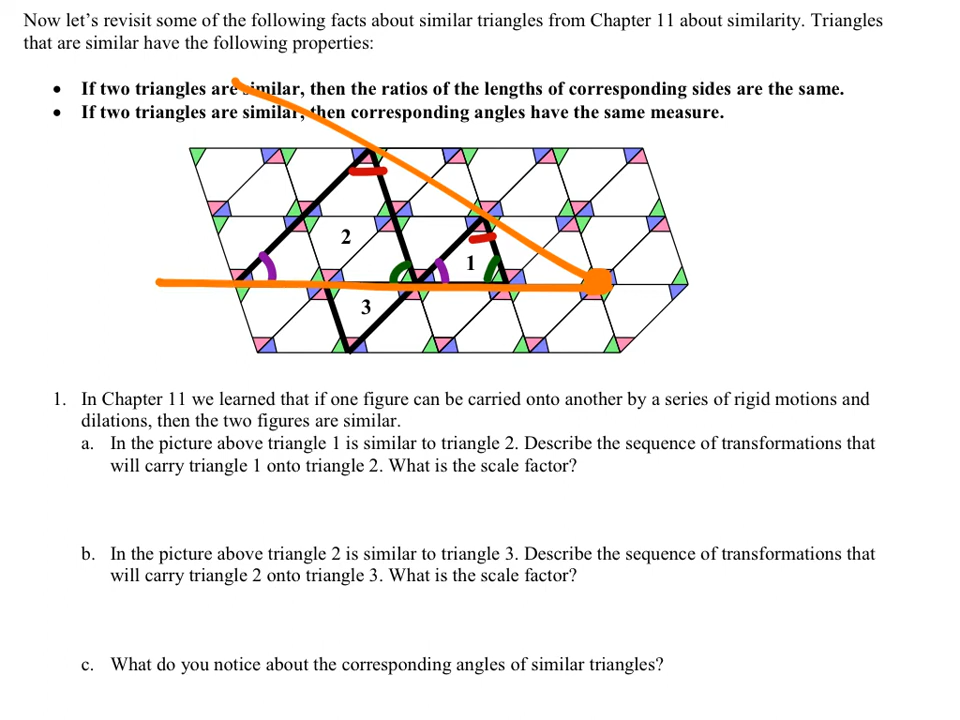 Now let's revisit some of the following facts about similar triangles from Chapter 11 about similarity. Triangles
that are similar have the following properties:
• If two triangles are similar, then the ratios of the lengths of corresponding sides are the same.
• If two triangles are similar, then corresponding angles have the same measure.
2
1
3
1. In Chapter 11 we learned that if one figure can be carried onto another by a series of rigid motions and
dilations, then the two figures are similar.
a. In the picture above triangle 1 is similar to triangle 2. Describe the sequence of transformations that
will carry triangle 1 onto triangle 2. What is the scale factor?
b. In the picture above triangle 2 is similar to triangle 3. Describe the sequence of transformations that
will carry triangle 2 onto triangle 3. What is the scale factor?
c. What do you notice about the corresponding angles of similar triangles?